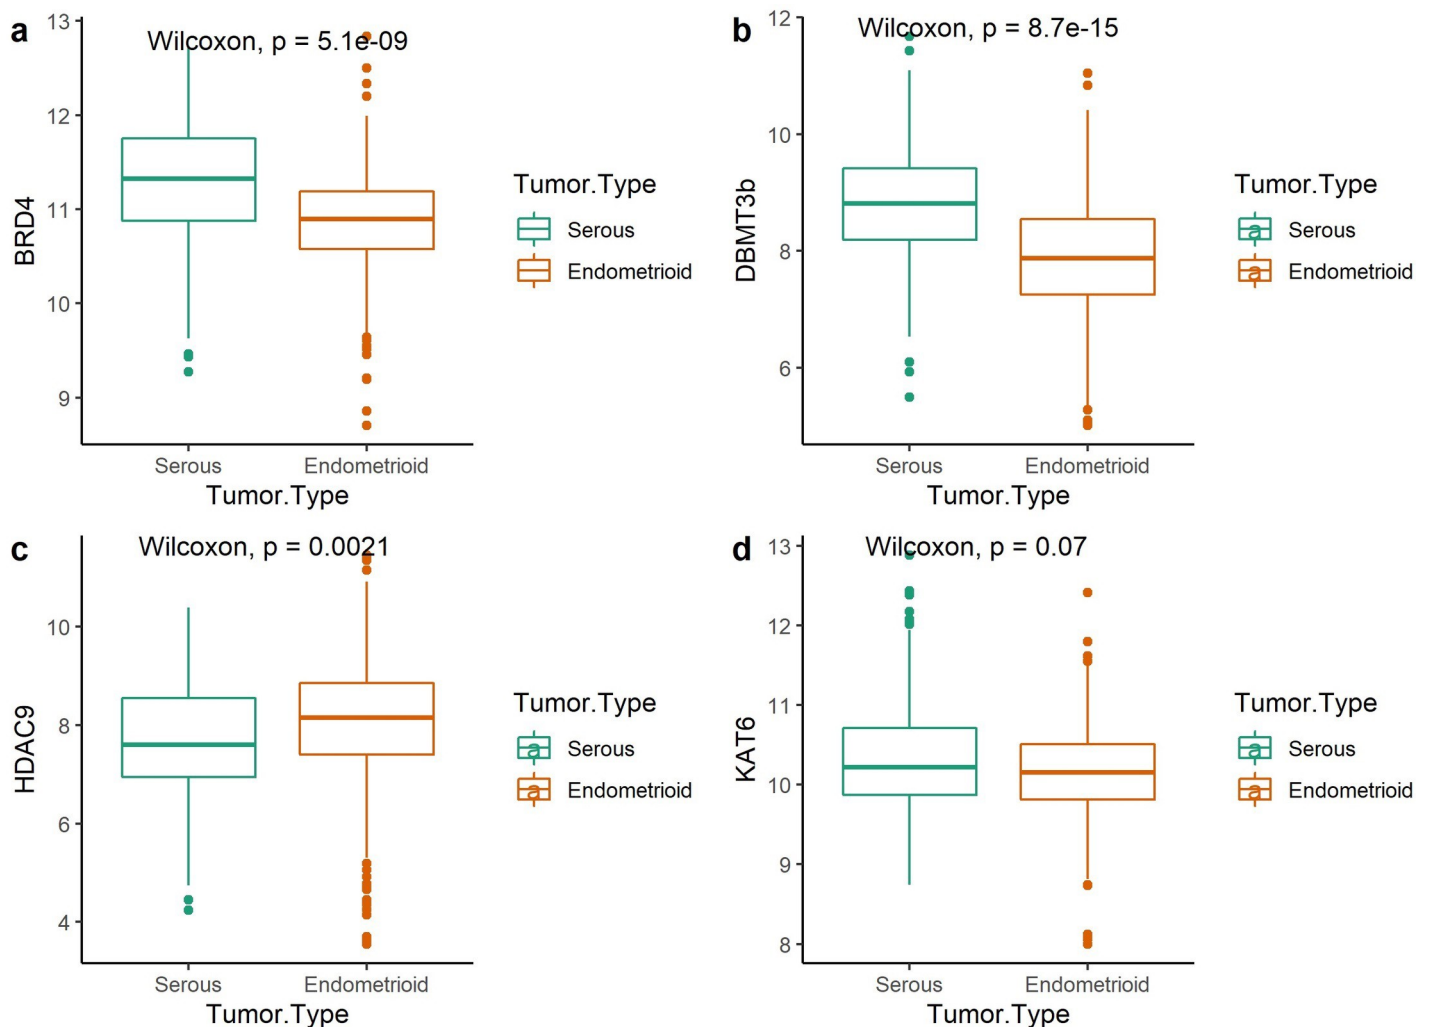 a
Wilcoxon, p = 5.1e-09
13
12
11
10
9
BRD4
Serous
Endometrioid
Tumor.Type
Tumor.Type
Serous
Endometrioid
b
Wilcoxon, p = 8.7e-15
12
10
8
6
DBMT3b
Serous
Endometrioid
Tumor.Type
Tumor.Type
a Serous
a Endometrioid
c
Wilcoxon, p = 0.0021
10
8
6
4
HDAC9
Serous
Endometrioid
Tumor.Type
Tumor.Type
a Serous
a Endometrioid
d
Wilcoxon, p = 0.07
13
12
11
10
9
8
KAT6
Serous
Endometrioid
Tumor.Type
Tumor.Type
a Serous
a Endometrioid